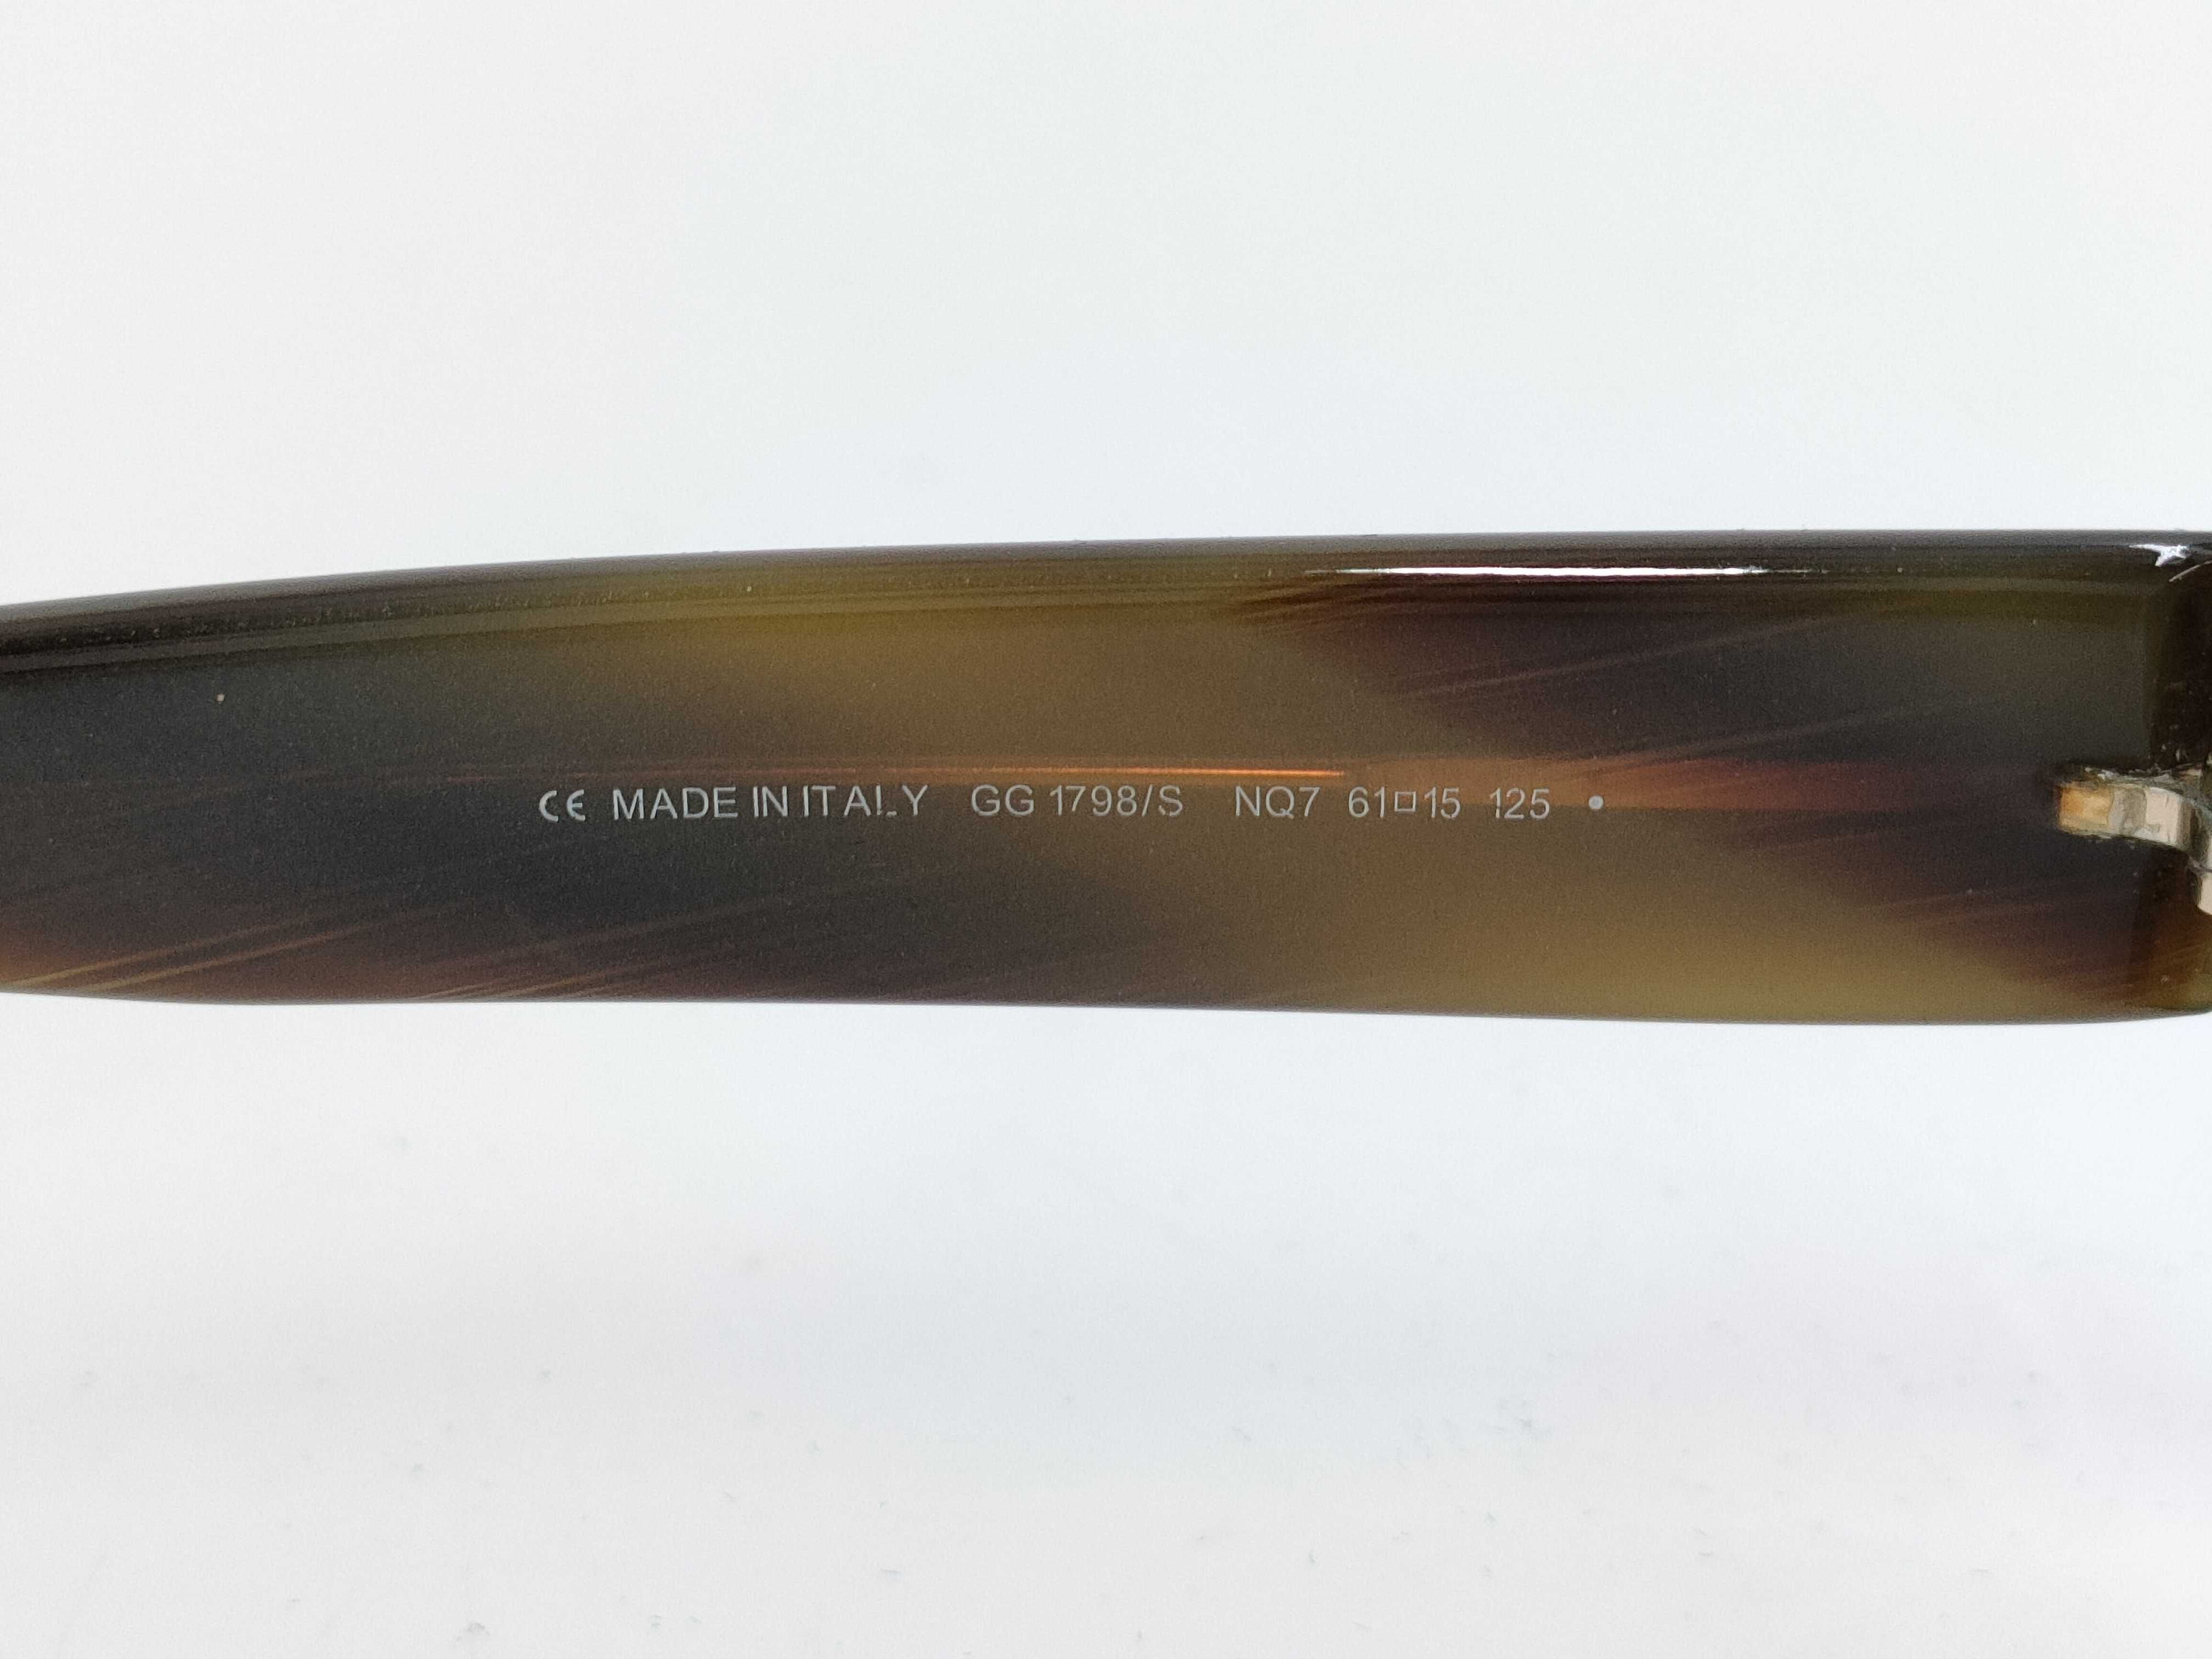 CE MADE IN ITALY GG 1798/S NQ7 61□15 125 •